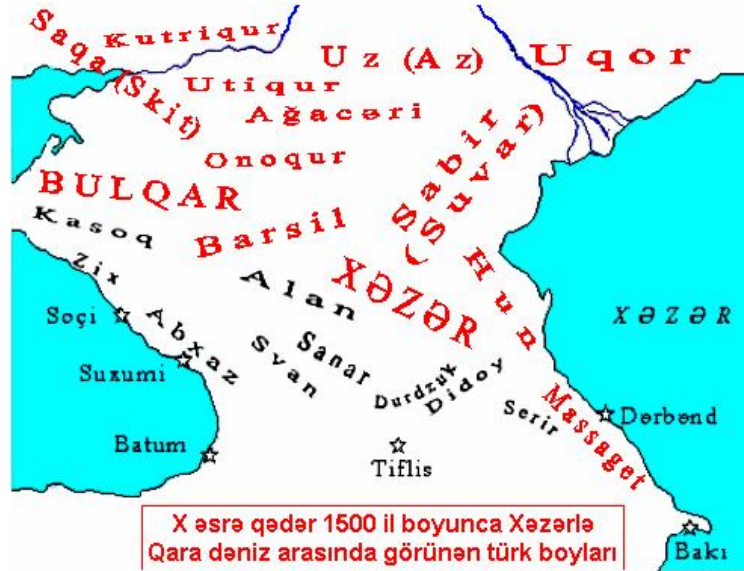 Kutriqur
Saqa (Skit)
Uz (Az)
Uqor
Utiqur
Ağacəri
Onoqur
Sabir
(Suvar)
BULQAR
Kasoq
Barsil
XƏZƏR
Hun
Zix
Alan
XƏZƏR
Soçi
Abxaz
Svan
Sanar
Durdzuk
Didoy
Serir
Massaget
Dərbənd
Suxumi
Batum
Tiflis
X əsrə qədər 1500 il boyunca Xəzərlə
Qara dəniz arasında görünən türk boyları
Bakı